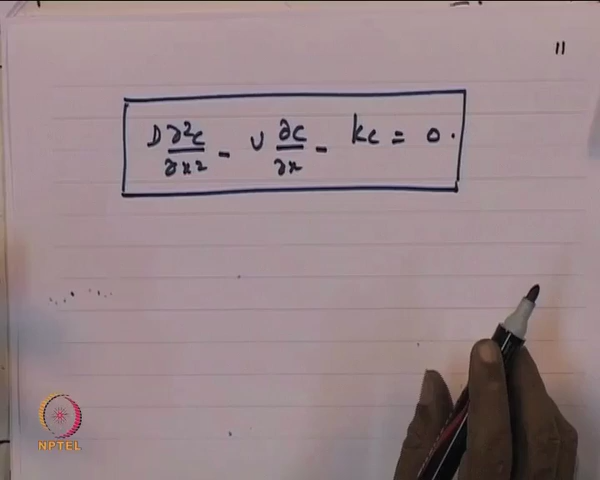 11
D ∂²c/∂x² - U ∂c/∂x - kc = 0.
NPTEL